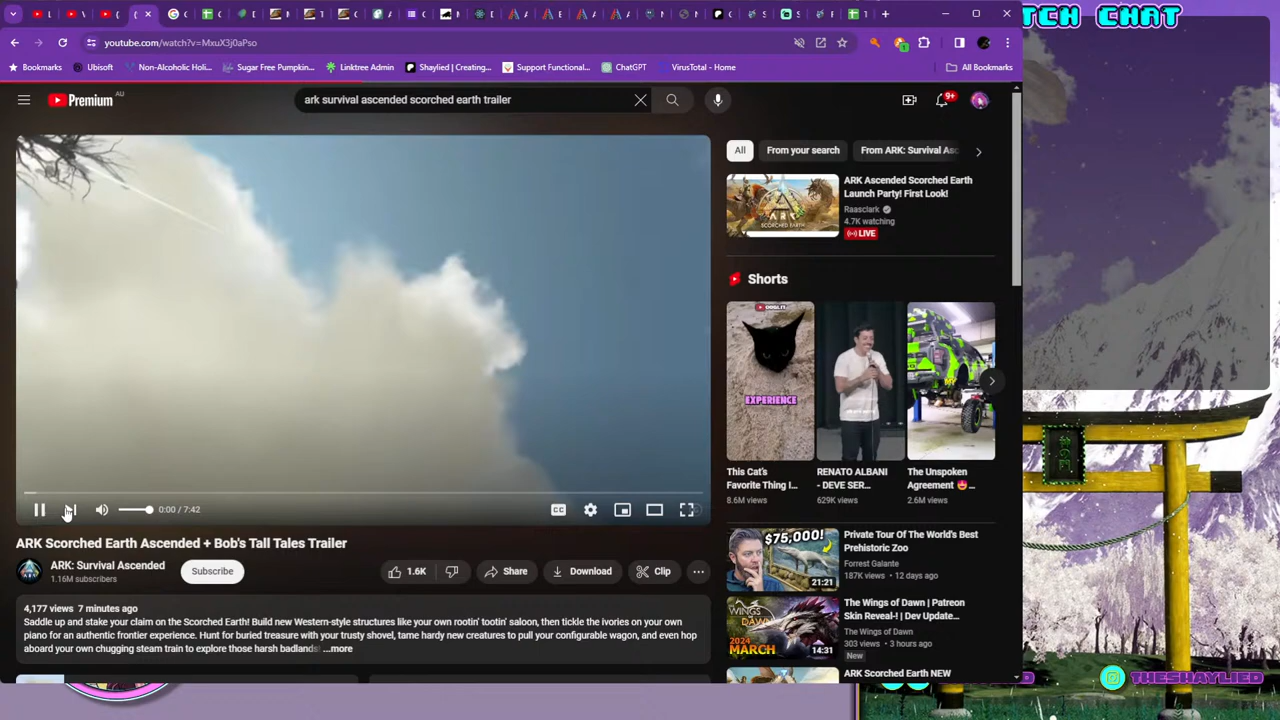 TCH CHAT
youtube.com/watch?v=MxuX3j0aPso
Bookmarks
Ubisoft
Non-Alcoholic Holi...
Sugar Free Pumpkin...
Linktree Admin
Shaylied | Creating...
Support Functional...
ChatGPT
VirusTotal - Home
All Bookmarks
Premium AU
ark survival ascended scorched earth trailer
9+
All
From your search
From ARK: Survival Asc
ARK Ascended Scorched Earth
Launch Party! First Look!
Raasclark
4.7K watching
LIVE
Shorts
EXPERIENCE
This Cat's
Favorite Thing I...
8.6M views
RENATO ALBANI
- DEVE SER...
629K views
The Unspoken
Agreement
2.6M views
0:00 / 7:42
CC
ARK Scorched Earth Ascended + Bob's Tall Tales Trailer
ARK: Survival Ascended
1.16M subscribers
Subscribe
1.6K
Share
Download
Clip
4,177 views 7 minutes ago
Saddle up and stake your claim on the Scorched Earth! Build new Western-style structures like your own rootin' tootin' saloon, then tickle the ivories on your own
piano for an authentic frontier experience. Hunt for buried treasure with your trusty shovel, tame hardy new creatures to pull your configurable wagon, and even hop
aboard your own chugging steam train to explore those harsh badlands! ...more
$75,000!
21:21
Private Tour Of The World's Best
Prehistoric Zoo
Forrest Galante
187K views • 12 days ago
WINGS
DAWN
2024
MARCH
14:31
The Wings of Dawn | Patreon
Skin Reveal-! | Dev Update...
The Wings of Dawn
303 views • 3 hours ago
New
ARK Scorched Earth NEW
THESHAYLIED